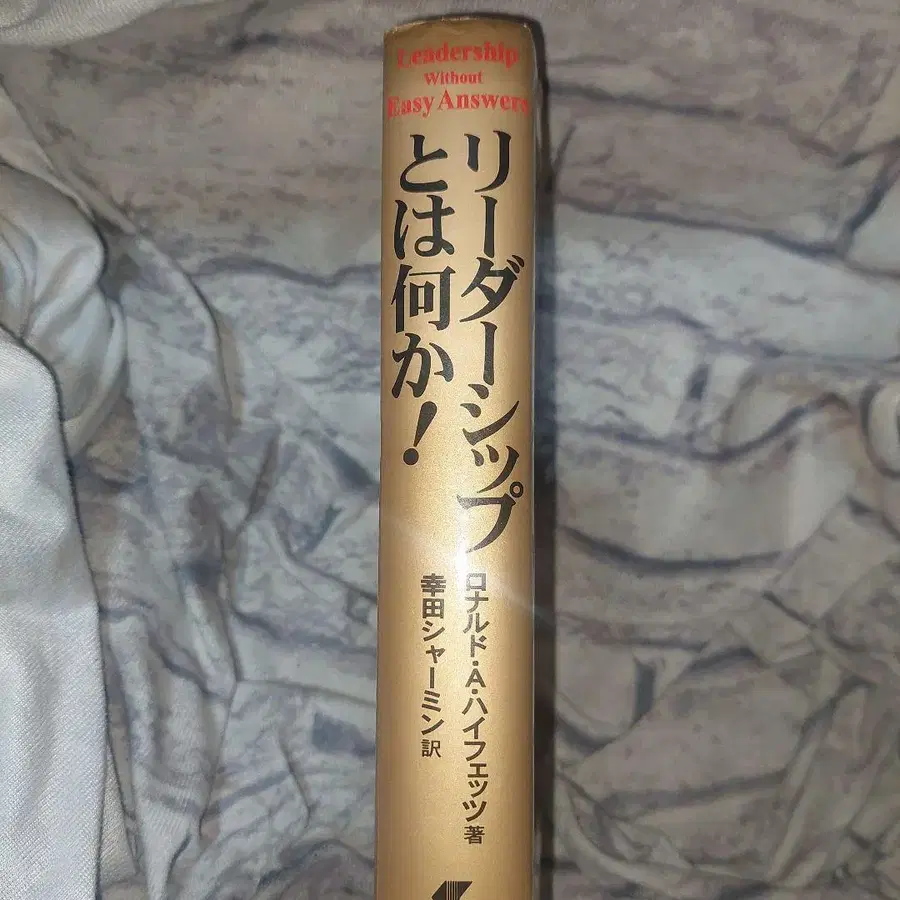 Leadership
Without
Easy Answers
リーダーシップ
とは何か!
ロナルド・A・ハイフェッツ 著
幸田シャーミン 訳